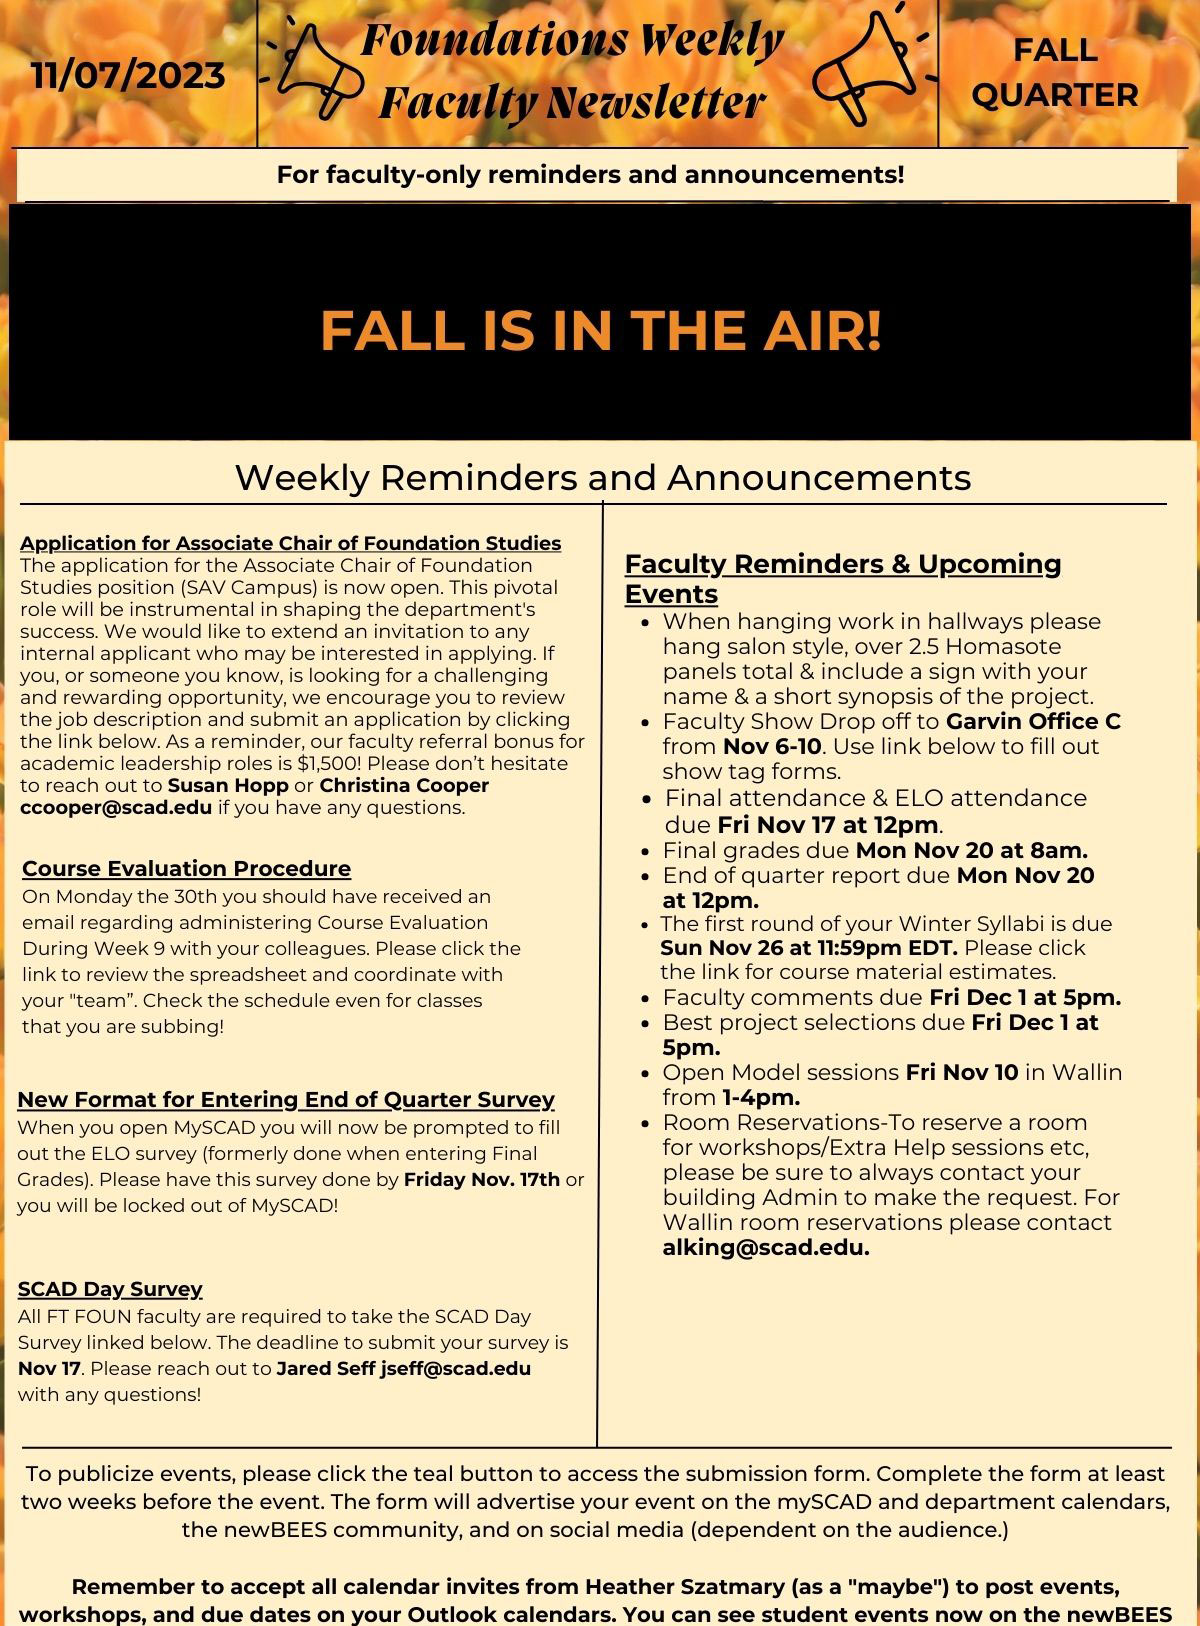 11/07/2023
Foundations Weekly
Faculty Newsletter
FALL
QUARTER
For faculty-only reminders and announcements!
FALL IS IN THE AIR!
Weekly Reminders and Announcements
Application for Associate Chair of Foundation Studies
The application for the Associate Chair of Foundation
Studies position (SAV Campus) is now open. This pivotal
role will be instrumental in shaping the department's
success. We would like to extend an invitation to any
internal applicant who may be interested in applying. If
you, or someone you know, is looking for a challenging
and rewarding opportunity, we encourage you to review
the job description and submit an application by clicking
the link below. As a reminder, our faculty referral bonus for
academic leadership roles is $1,500! Please don’t hesitate
to reach out to Susan Hopp or Christina Cooper
ccooper@scad.edu if you have any questions.
Course Evaluation Procedure
On Monday the 30th you should have received an
email regarding administering Course Evaluation
During Week 9 with your colleagues. Please click the
link to review the spreadsheet and coordinate with
your "team”. Check the schedule even for classes
that you are subbing!
New Format for Entering End of Quarter Survey
When you open MySCAD you will now be prompted to fill
out the ELO survey (formerly done when entering Final
Grades). Please have this survey done by Friday Nov. 17th or
you will be locked out of MySCAD!
SCAD Day Survey
All FT FOUN faculty are required to take the SCAD Day
Survey linked below. The deadline to submit your survey is
Nov 17. Please reach out to Jared Seff jseff@scad.edu
with any questions!
Faculty Reminders & Upcoming
Events
• When hanging work in hallways please
hang salon style, over 2.5 Homasote
panels total & include a sign with your
name & a short synopsis of the project.
• Faculty Show Drop off to Garvin Office C
from Nov 6-10. Use link below to fill out
show tag forms.
• Final attendance & ELO attendance
due Fri Nov 17 at 12pm.
• Final grades due Mon Nov 20 at 8am.
• End of quarter report due Mon Nov 20
at 12pm.
• The first round of your Winter Syllabi is due
Sun Nov 26 at 11:59pm EDT. Please click
the link for course material estimates.
• Faculty comments due Fri Dec 1 at 5pm.
• Best project selections due Fri Dec 1 at
5pm.
• Open Model sessions Fri Nov 10 in Wallin
from 1-4pm.
• Room Reservations-To reserve a room
for workshops/Extra Help sessions etc,
please be sure to always contact your
building Admin to make the request. For
Wallin room reservations please contact
alking@scad.edu.
To publicize events, please click the teal button to access the submission form. Complete the form at least
two weeks before the event. The form will advertise your event on the mySCAD and department calendars,
the newBEES community, and on social media (dependent on the audience.)
Remember to accept all calendar invites from Heather Szatmary (as a "maybe") to post events,
workshops, and due dates on your Outlook calendars. You can see student events now on the newBEES